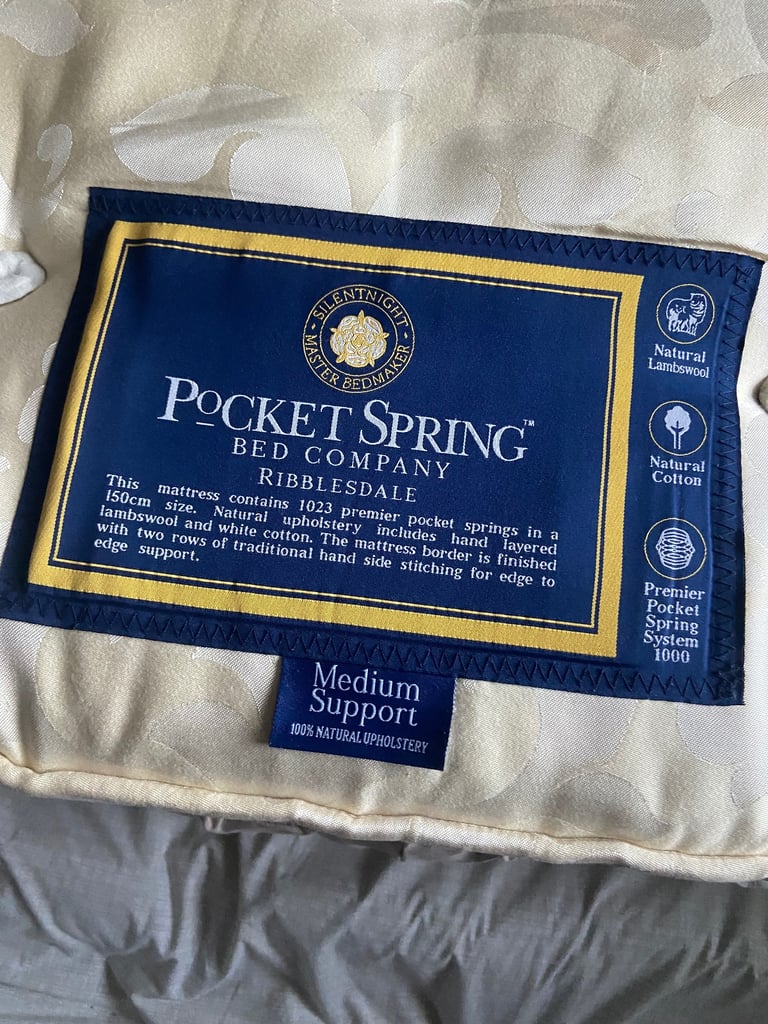 SILENTNIGHT
MASTER BEDMAKER
POCKET SPRING™
BED COMPANY
RIBBLESDALE
This mattress contains 1023 premier pocket springs in a
150cm size. Natural upholstery includes hand layered
lambswool and white cotton. The mattress border is finished
with two rows of traditional hand side stitching for edge to
edge support.
Natural
Lambswool
Natural
Cotton
Premier
Pocket
Spring
System
1000
Medium
Support
100% NATURAL UPHOLSTERY